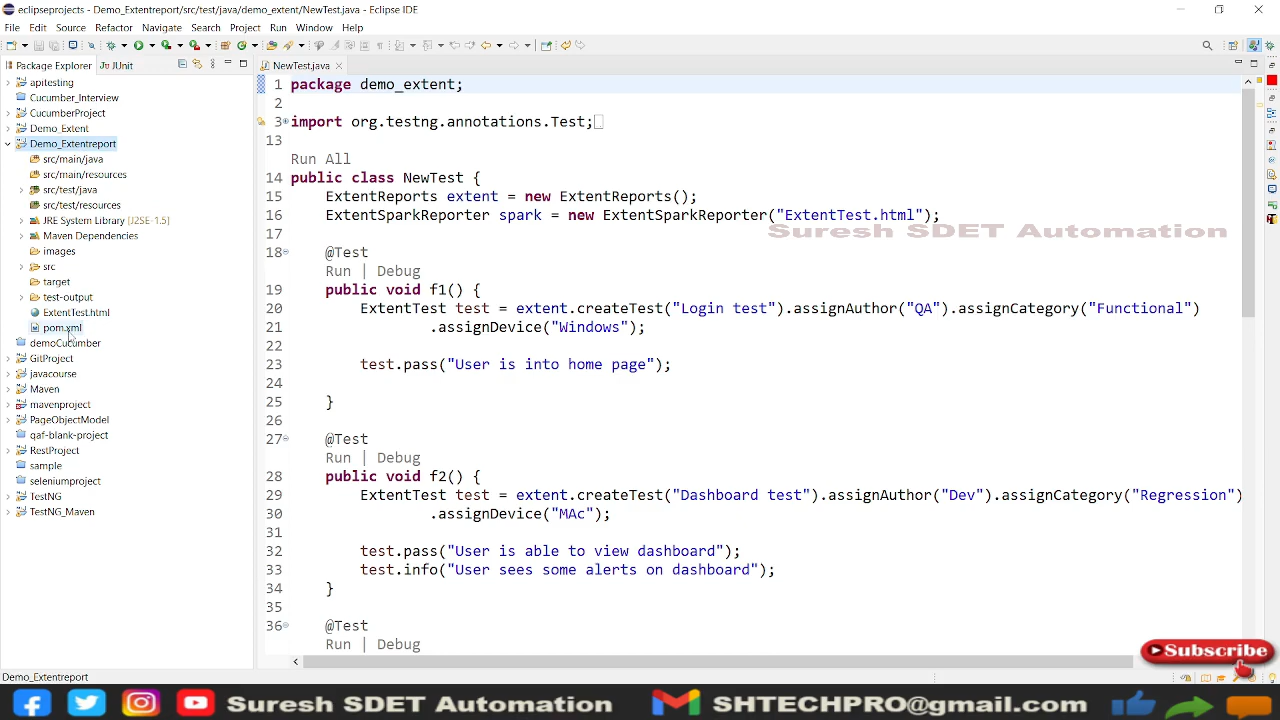 eclipseprojects - Demo_Extentreport/src/test/java/demo_extent/NewTest.java - Eclipse IDE
File Edit Source Refactor Navigate Search Project Run Window Help
Package Explorer JUnit
NewTest.java
apitesting
Cucumber_Interview
CucumberProject
Demo_Extent
Demo_Extentreport
src/main/java
src/main/resources
src/test/java
src/test/resources
JRE System Library [J2SE-1.5]
Maven Dependencies
images
src
target
test-output
ExtentTest.html
pom.xml
demoCucumber
GitProject
javacourse
Maven
mavenproject
PageObjectModel
qaf-blank-project
RestProject
sample
seleniumproject
TestNG
TestNG_Maven
1 package demo_extent;
2
3 import org.testng.annotations.Test;
13
Run All
14 public class NewTest {
15 ExtentReports extent = new ExtentReports();
16 ExtentSparkReporter spark = new ExtentSparkReporter("ExtentTest.html");
Suresh SDET Automation
17
18 @Test
Run | Debug
19 public void f1() {
20 ExtentTest test = extent.createTest("Login test").assignAuthor("QA").assignCategory("Functional")
21 .assignDevice("Windows");
22
23 test.pass("User is into home page");
24
25 }
26
27 @Test
Run | Debug
28 public void f2() {
29 ExtentTest test = extent.createTest("Dashboard test").assignAuthor("Dev").assignCategory("Regression")
30 .assignDevice("MAc");
31
32 test.pass("User is able to view dashboard");
33 test.info("User sees some alerts on dashboard");
34 }
35
36 @Test
Run | Debug
Subscribe
Demo_Extentreport
Suresh SDET Automation SHTECHPRO@gmail.com